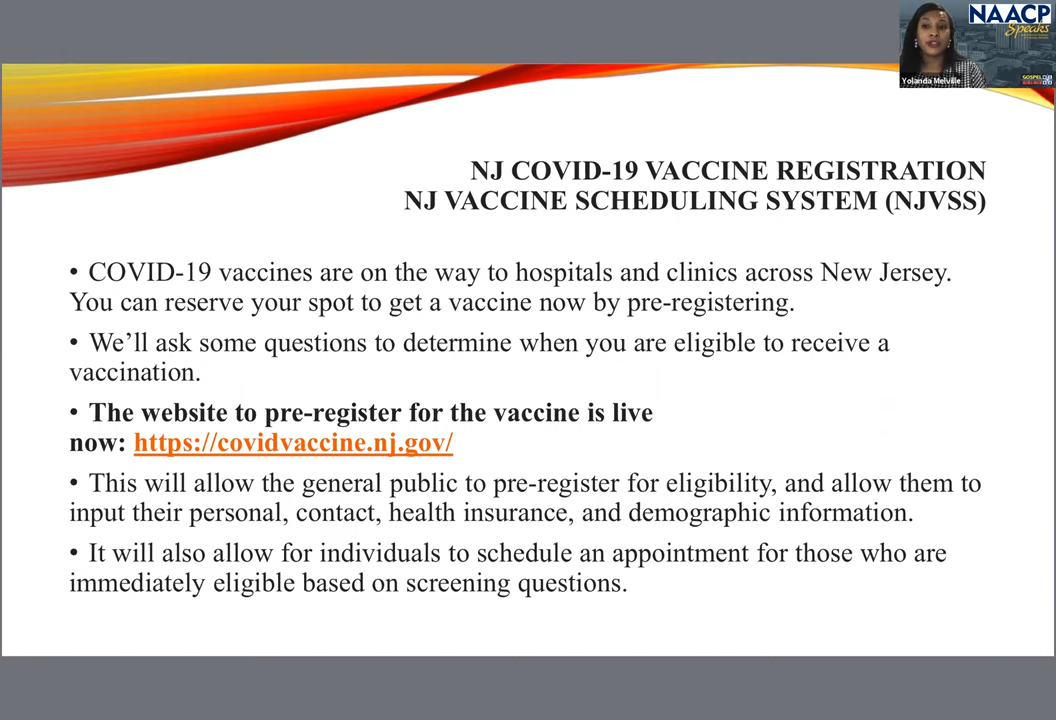 NAACP
Speaks
Yolanda Melville
NJ COVID-19 VACCINE REGISTRATION
NJ VACCINE SCHEDULING SYSTEM (NJVSS)
• COVID-19 vaccines are on the way to hospitals and clinics across New Jersey.
You can reserve your spot to get a vaccine now by pre-registering.
• We’ll ask some questions to determine when you are eligible to receive a
vaccination.
• The website to pre-register for the vaccine is live
now: https://covidvaccine.nj.gov/
• This will allow the general public to pre-register for eligibility, and allow them to
input their personal, contact, health insurance, and demographic information.
• It will also allow for individuals to schedule an appointment for those who are
immediately eligible based on screening questions.